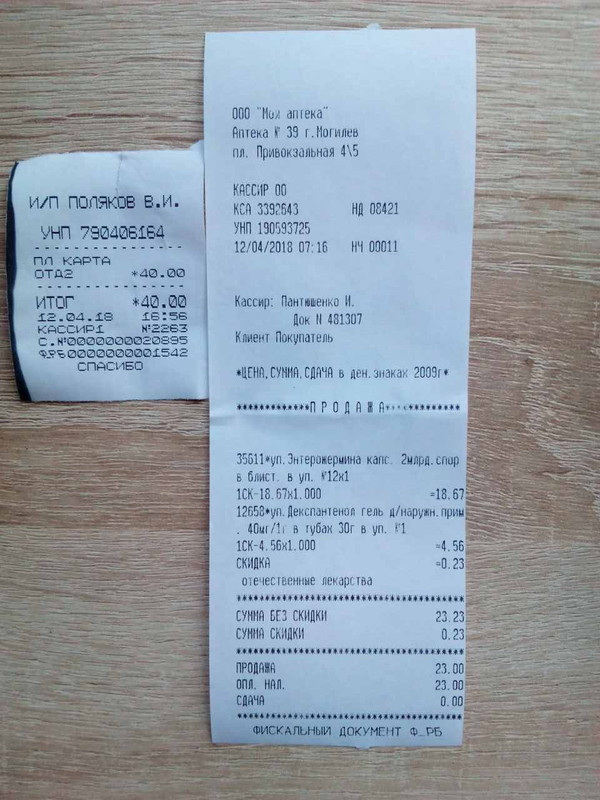 И/П ПОЛЯКОВ В.И.
УНП 790406164
ПЛ КАРТА
ОТД2 *40.00
ИТОГ *40.00
12.04.18 16:56
КАССИР1 №2263
С.№0000000020895
Ф.РБ0000000001542
СПАСИБО
ООО "Моя аптека"
Аптека № 39 г.Могилев
пл. Привокзальная 4\5
КАССИР 00
КСА 3392643 НД 08421
УНП 190593725
12/04/2018 07:16 НЧ 00011
Кассир: Пантюшенко И.
Док N 481307
Клиент Покупатель
*ЦЕНА,СУММА,СДАЧА в ден.знаках 2009г*
*************П Р О Д А Ж А*************
35611*уп.Энтерожермина капс. 2млрд.спор
в блист. в уп. №12х1
1СК-18.67х1.000 =18.67
12658*уп.Декспантенол гель д/наружн.прим
. 40мг/1г в тубах 30г в уп. №1
1СК-4.56х1.000 =4.56
СКИДКА =0.23
отечественные лекарства
****************************************
СУММА БЕЗ СКИДКИ 23.23
СУММА СКИДКИ 0.23
****************************************
ПРОДАЖА 23.00
ОПЛ. НАЛ. 23.00
СДАЧА 0.00
****************************************
ФИСКАЛЬНЫЙ ДОКУМЕНТ Ф_РБ